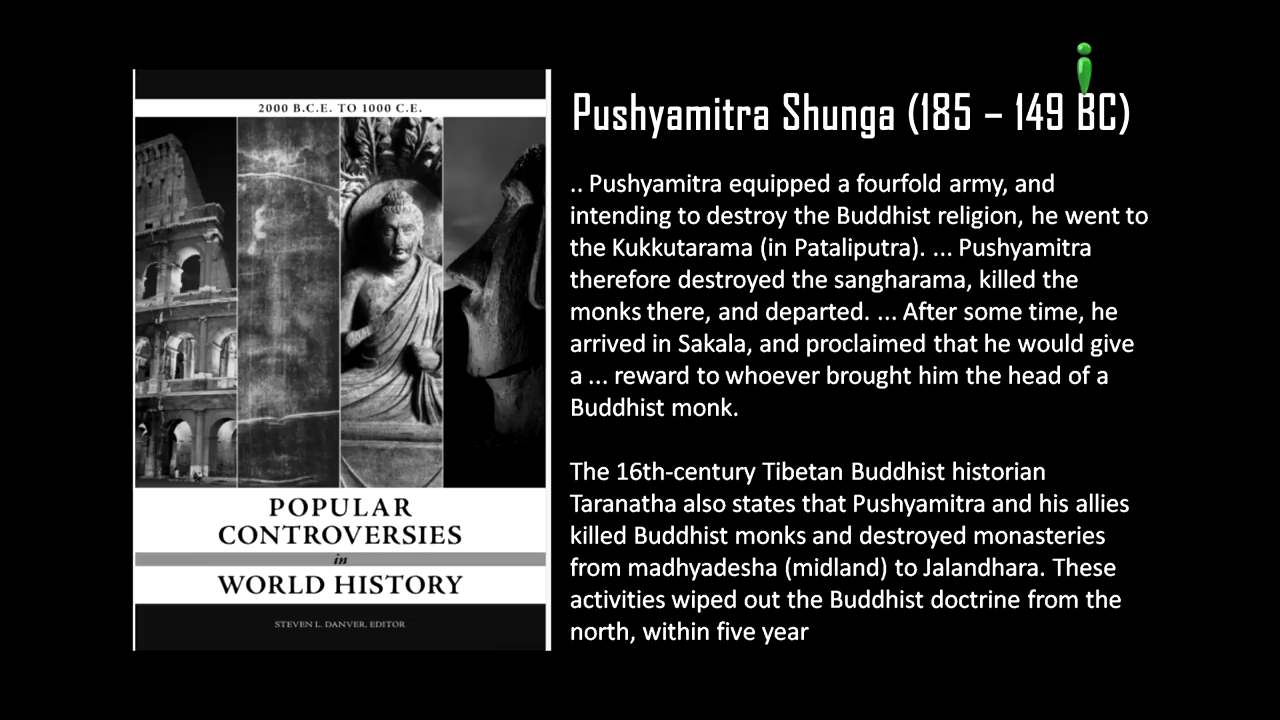 2000 B.C.E. TO 1000 C.E.
POPULAR
CONTROVERSIES
in
WORLD HISTORY
STEVEN L. DANVER, EDITOR
Pushyamitra Shunga (185 – 149 BC)
.. Pushyamitra equipped a fourfold army, and
intending to destroy the Buddhist religion, he went to
the Kukkutarama (in Pataliputra). ... Pushyamitra
therefore destroyed the sangharama, killed the
monks there, and departed. ... After some time, he
arrived in Sakala, and proclaimed that he would give
a ... reward to whoever brought him the head of a
Buddhist monk.
The 16th-century Tibetan Buddhist historian
Taranatha also states that Pushyamitra and his allies
killed Buddhist monks and destroyed monasteries
from madhyadesha (midland) to Jalandhara. These
activities wiped out the Buddhist doctrine from the
north, within five year